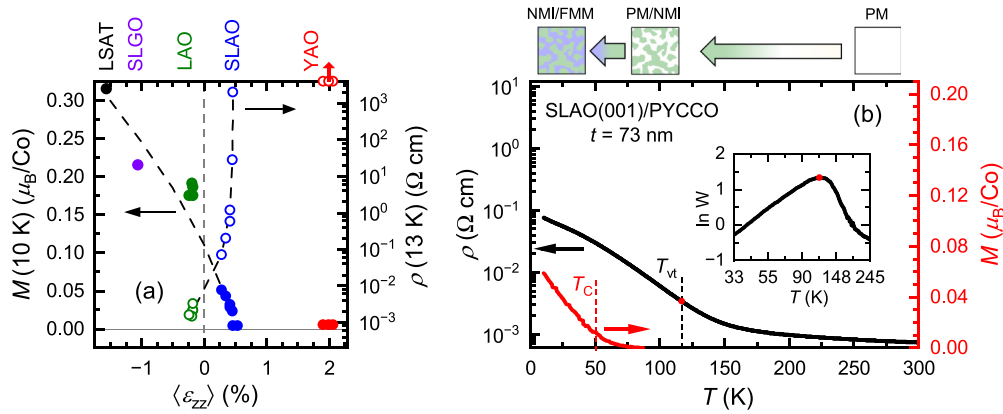 LSAT
SLGO
LAO
SLAO
YAO
0.30
0.25
0.20
0.15
0.10
0.05
0.00
M (10 K) (μB/Co)
(a)
10³
10²
10¹
10⁰
10⁻¹
10⁻²
10⁻³
ρ (13 K) (Ω cm)
−1 0 1 2
⟨εzz⟩ (%)
NMI/FMM PM/NMI PM
SLAO(001)/PYCCO (b)
t = 73 nm
10¹
10⁰
10⁻¹
10⁻²
10⁻³
ρ (Ω cm)
TC
Tvt
2
1
0
−1
ln W
33 55 90 148 245
T (K)
0.20
0.16
0.12
0.08
0.04
0.00
M (μB/Co)
0 50 100 150 200 250 300
T (K)